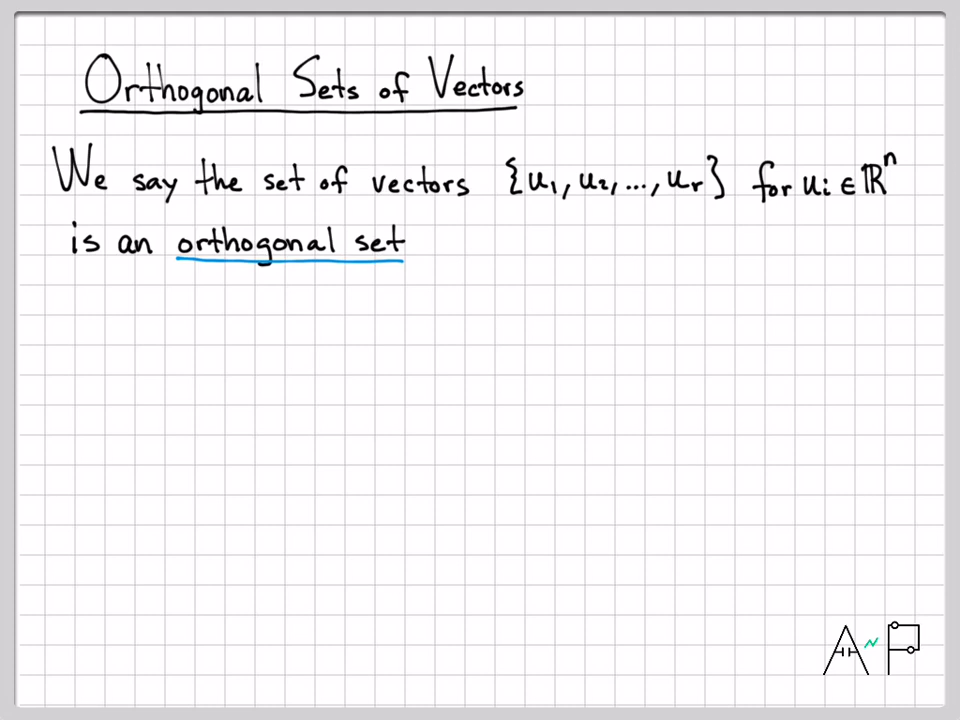 Orthogonal Sets of Vectors
We say the set of vectors {u₁, u₂, ..., uᵣ} for uᵢ ∈ ℝⁿ
is an orthogonal set
A~P